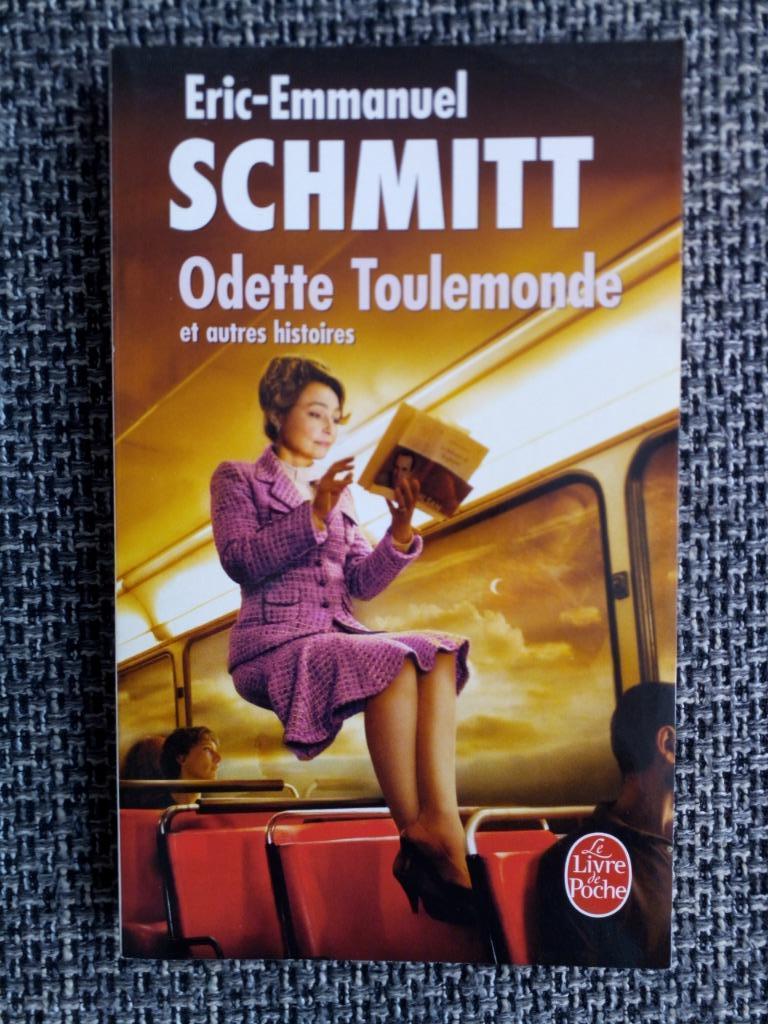 Eric-Emmanuel
SCHMITT
Odette Toulemonde
et autres histoires
Le
Livre
de
Poche